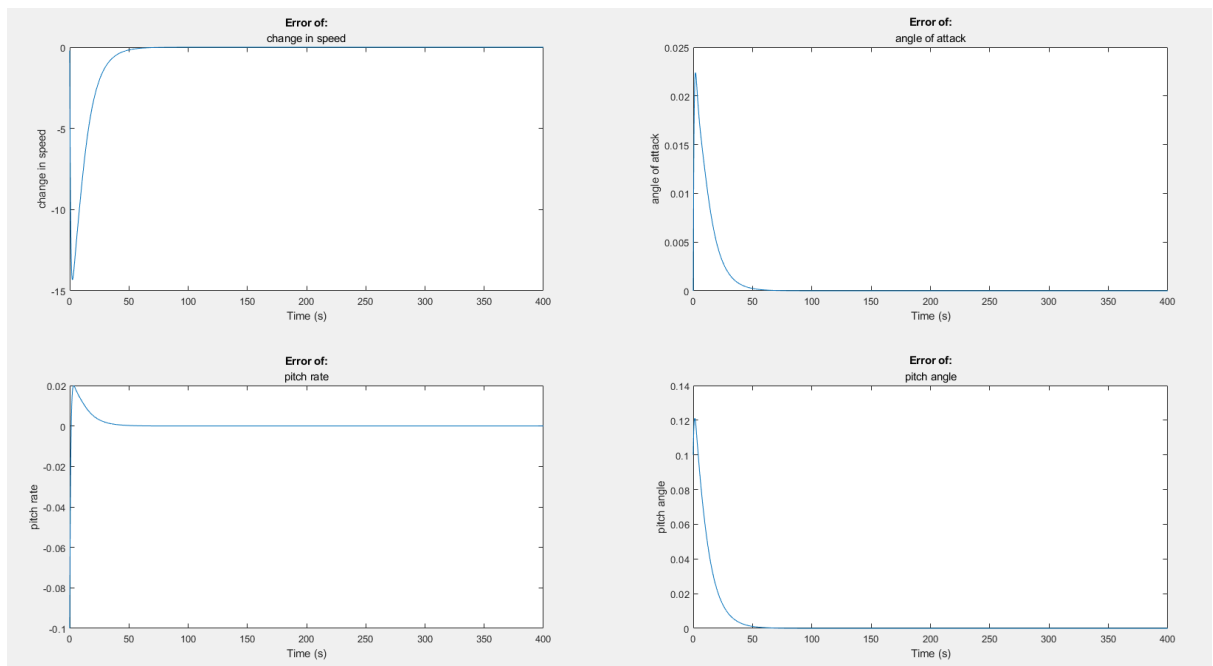 Error of:
change in speed
0
-5
-10
-15
change in speed
0 50 100 150 200 250 300 350 400
Time (s)
Error of:
angle of attack
0.025
0.02
0.015
0.01
0.005
0
angle of attack
0 50 100 150 200 250 300 350 400
Time (s)
Error of:
pitch rate
0.02
0
-0.02
-0.04
-0.06
-0.08
-0.1
pitch rate
0 50 100 150 200 250 300 350 400
Time (s)
Error of:
pitch angle
0.14
0.12
0.1
0.08
0.06
0.04
0.02
0
pitch angle
0 50 100 150 200 250 300 350 400
Time (s)